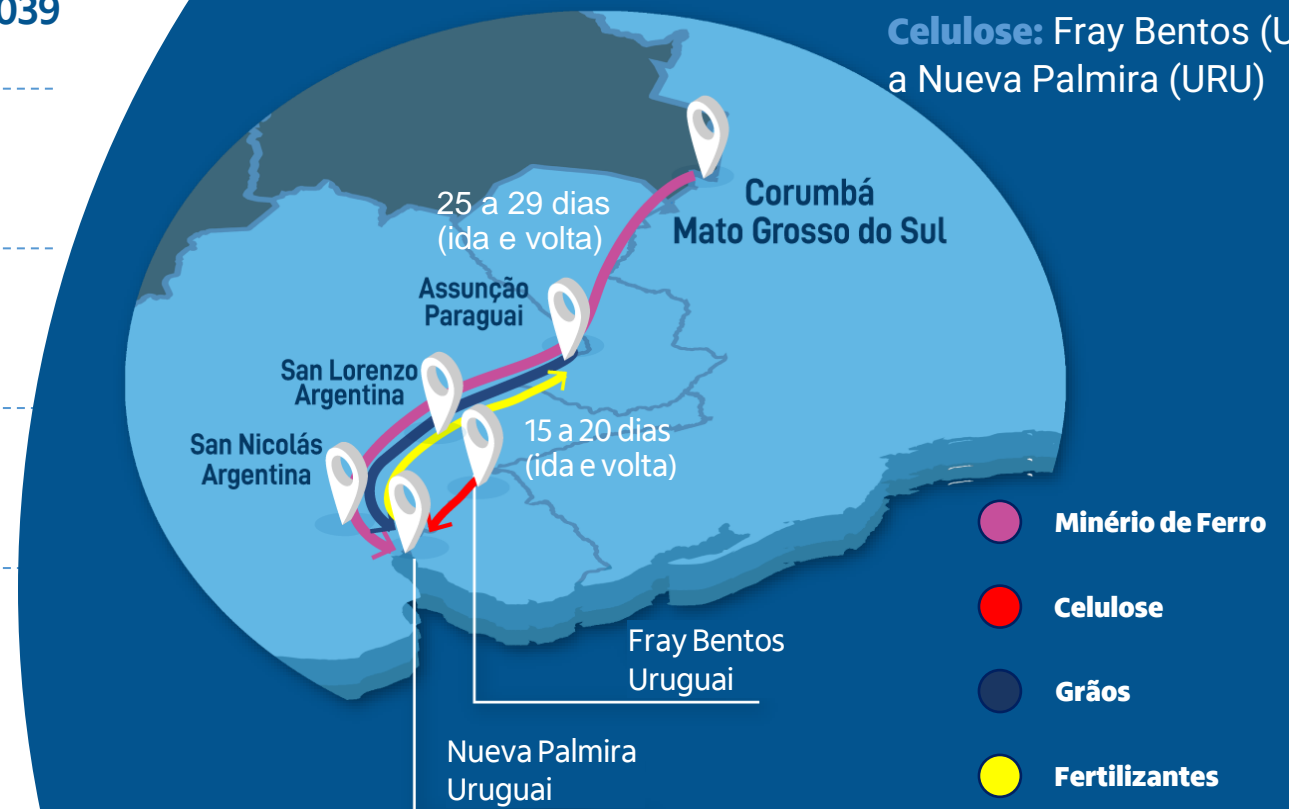 039
Celulose: Fray Bentos (U
a Nueva Palmira (URU)
25 a 29 dias
(ida e volta)
Corumbá
Mato Grosso do Sul
Assunção
Paraguai
San Lorenzo
Argentina
San Nicolás
Argentina
15 a 20 dias
(ida e volta)
Minério de Ferro
Celulose
Fray Bentos
Uruguai
Grãos
Nueva Palmira
Uruguai
Fertilizantes